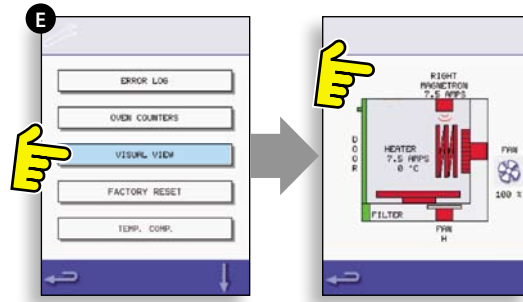 E
ERROR LOG
OVEN COUNTERS
VISUAL VIEW
FACTORY RESET
TEMP. COMP.
RIGHT
MAGNETRON
7.5 AMPS
DOOR
HEATER
7.5 AMPS
0 °C
FAN
100 %
FILTER
FAN
H